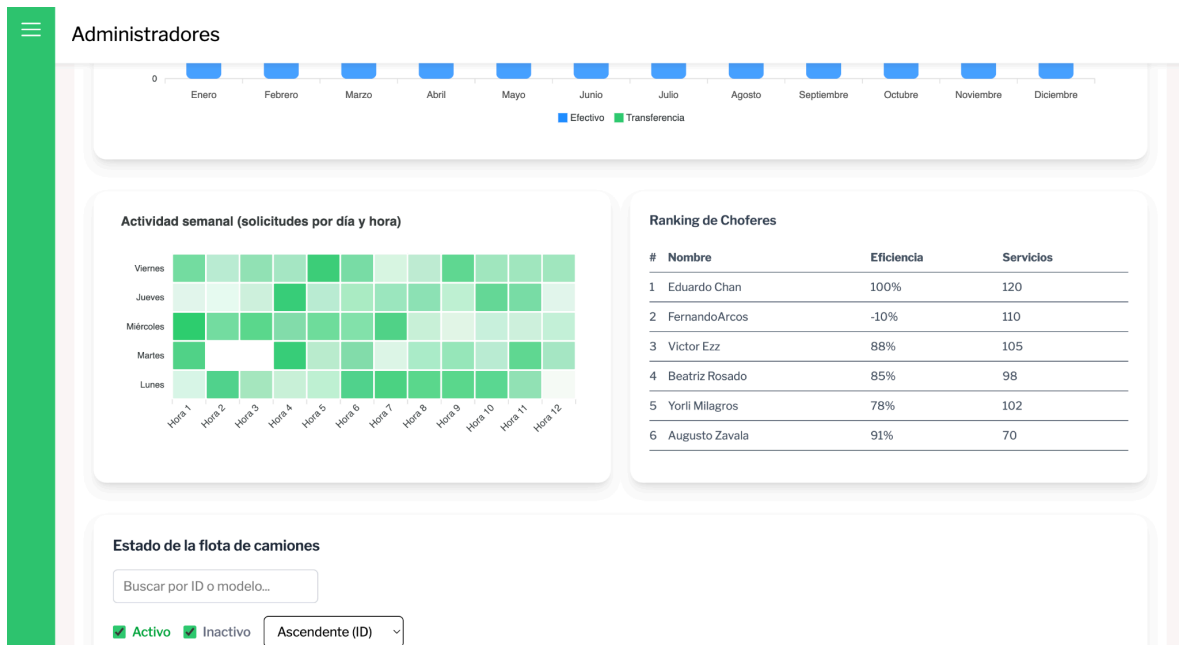 Administradores
0
Enero Febrero Marzo Abril Mayo Junio Julio Agosto Septiembre Octubre Noviembre Diciembre
Efectivo Transferencia
Actividad semanal (solicitudes por día y hora)
Viernes
Jueves
Miércoles
Martes
Lunes
Hora 1 Hora 2 Hora 3 Hora 4 Hora 5 Hora 6 Hora 7 Hora 8 Hora 9 Hora 10 Hora 11 Hora 12
Ranking de Choferes
# Nombre Eficiencia Servicios
1 Eduardo Chan 100% 120
2 FernandoArcos -10% 110
3 Victor Ezz 88% 105
4 Beatriz Rosado 85% 98
5 Yorli Milagros 78% 102
6 Augusto Zavala 91% 70
Estado de la flota de camiones
Buscar por ID o modelo...
Activo Inactivo Ascendente (ID)